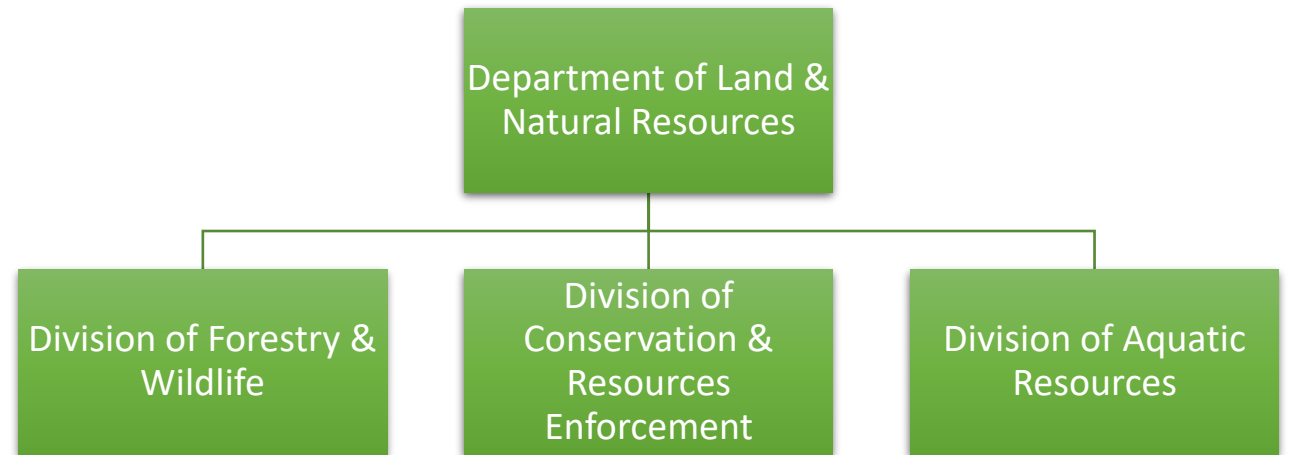 Department of Land &
Natural Resources
Division of Forestry &
Wildlife
Division of
Conservation &
Resources
Enforcement
Division of Aquatic
Resources